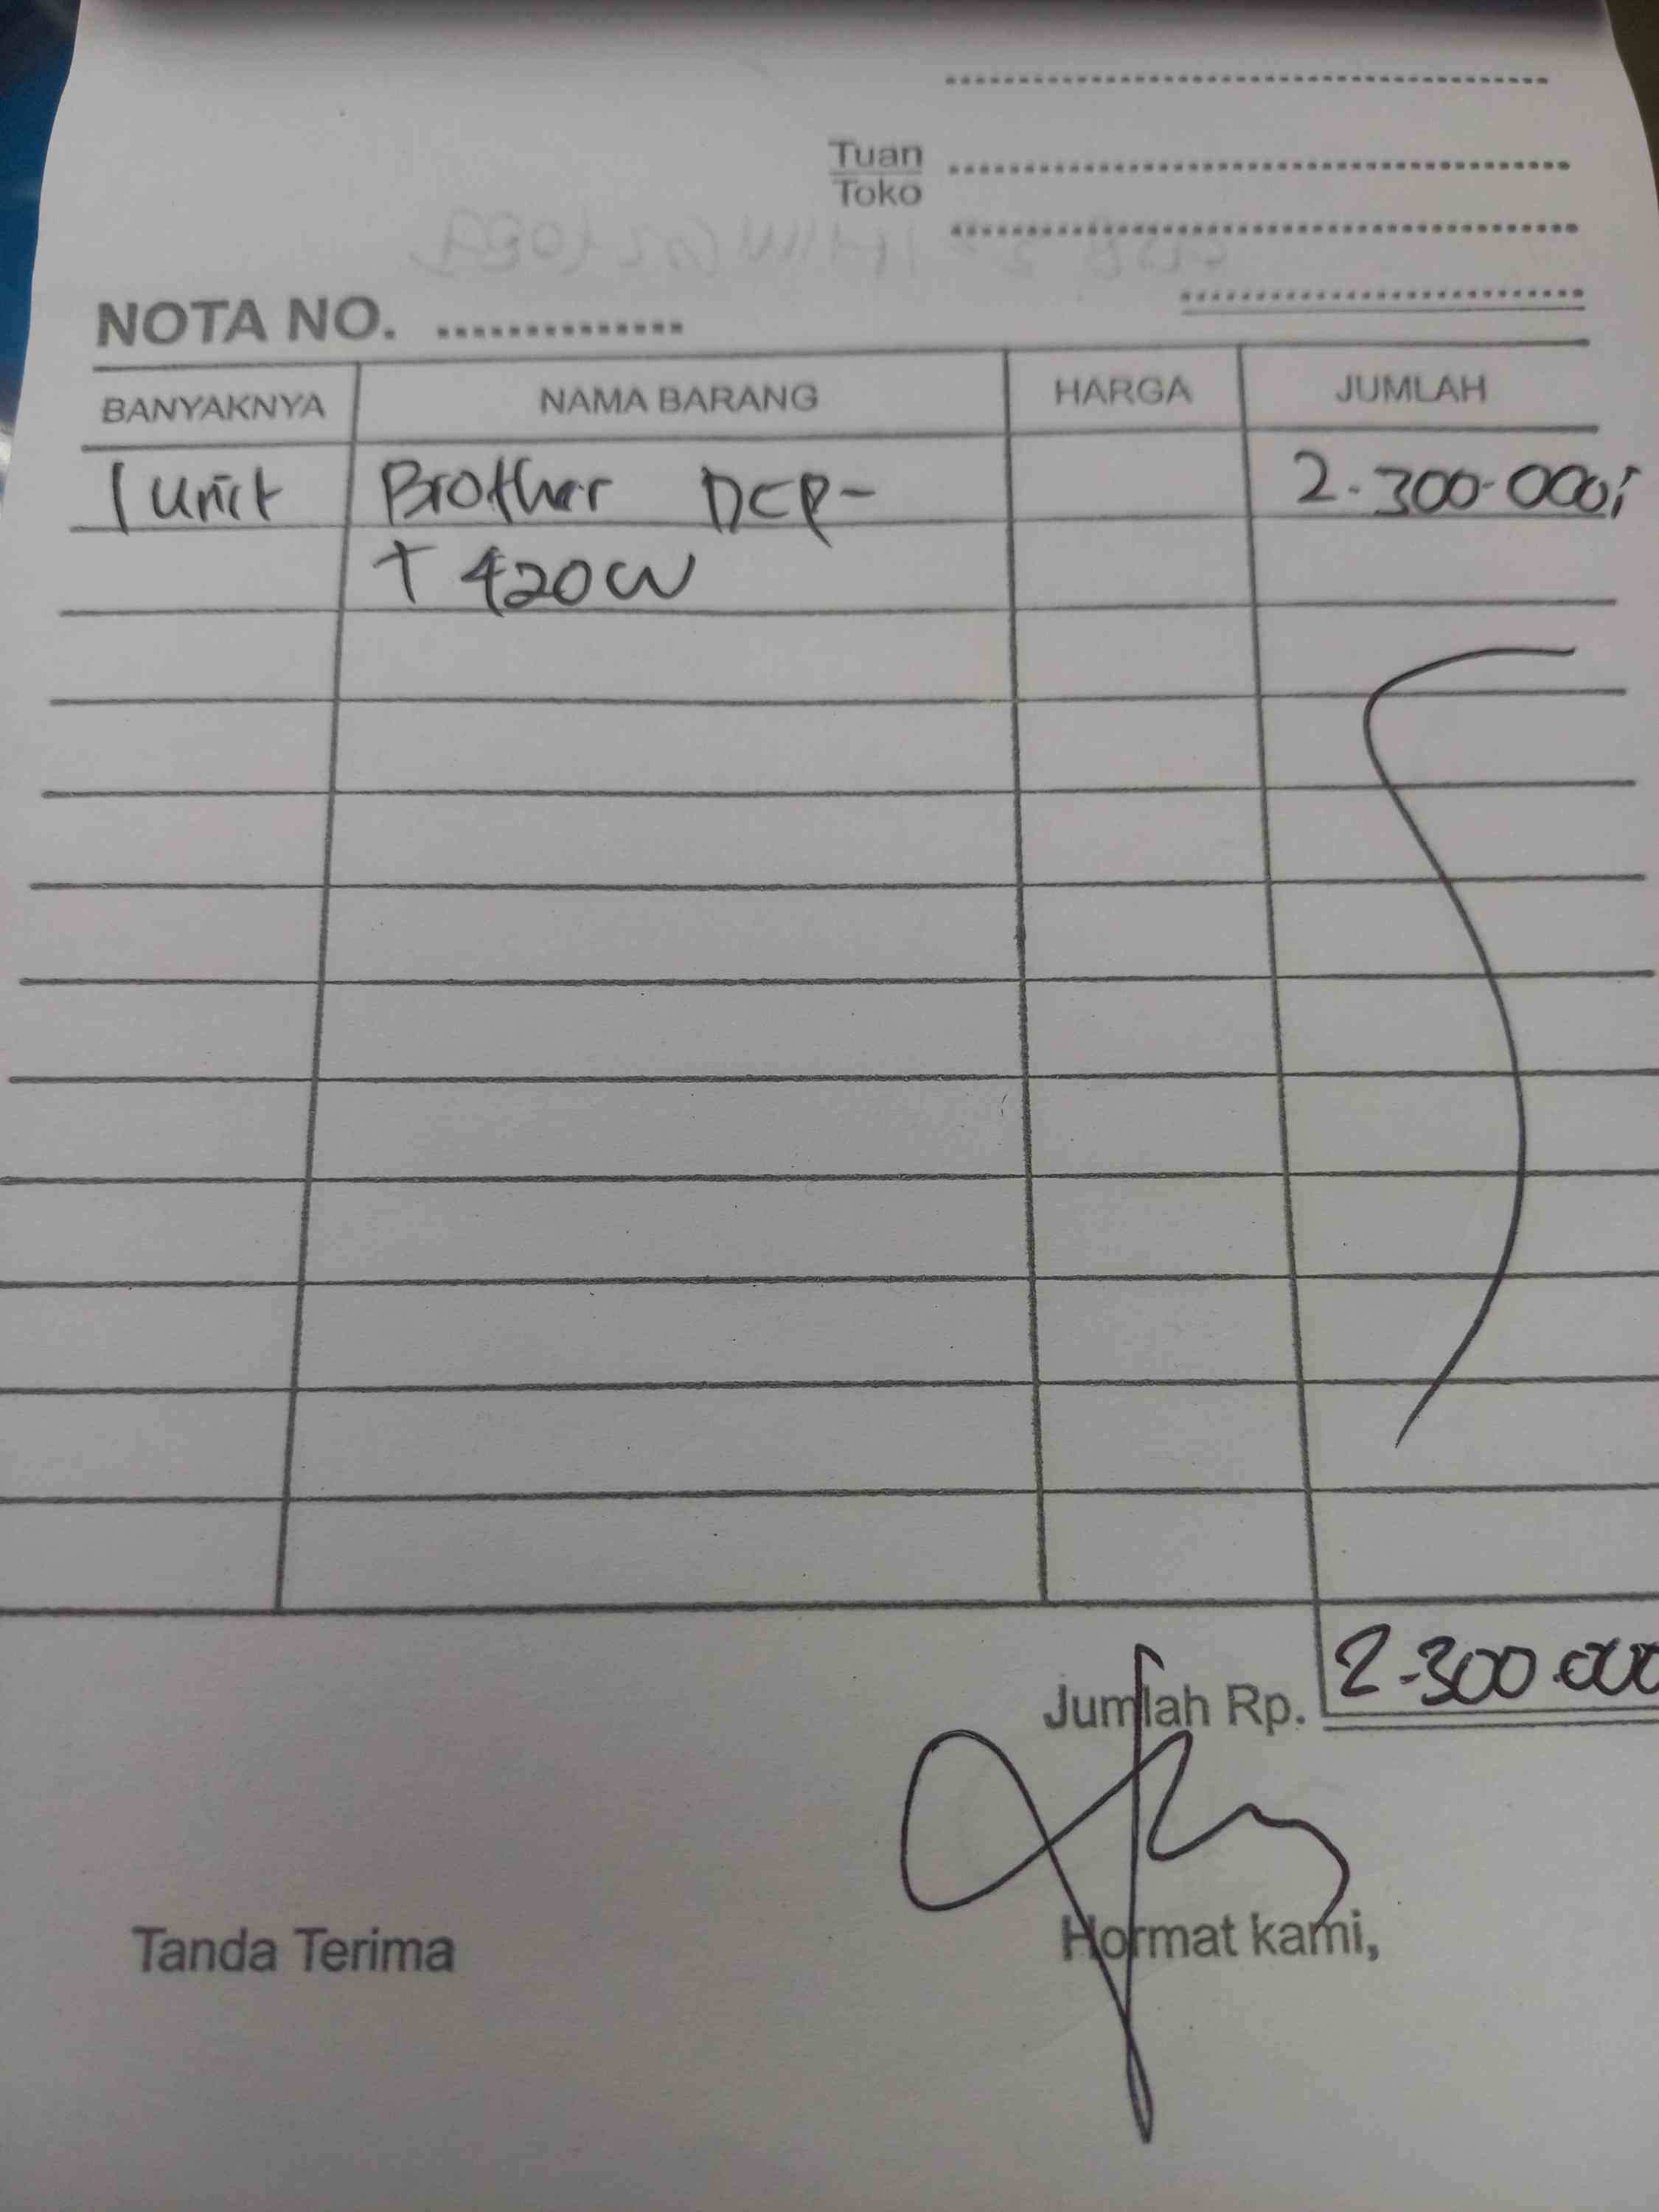 Tuan
Toko
NOTA NO.
BANYAKNYA NAMA BARANG HARGA JUMLAH
1 unit Brother DCP- 2.300.000,
T 420W
Jumlah Rp. 2.300.000
Tanda Terima Hormat kami,